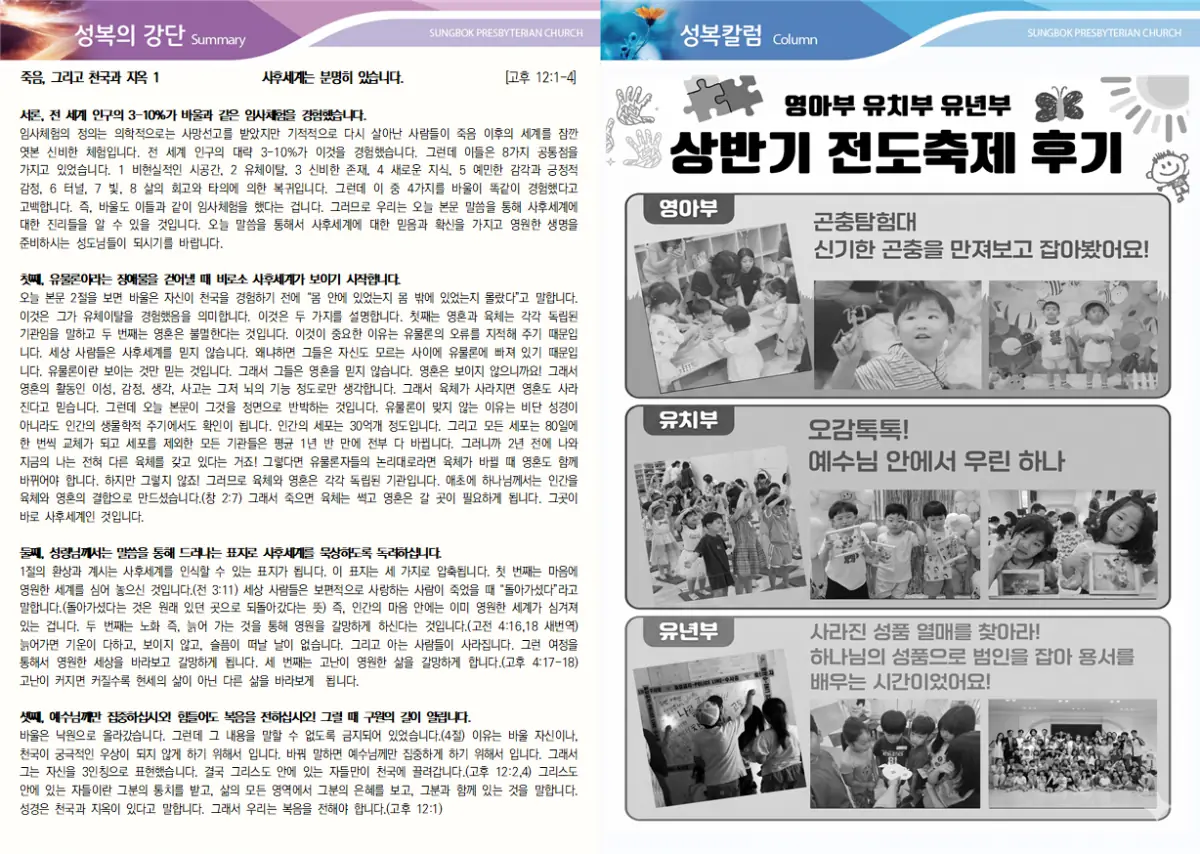 성복의 강단 Summary
SUNGBOK PRESBYTERIAN CHURCH
죽음, 그리고 천국과 지옥 1 사후세계는 분명히 있습니다. [고후 12:1-4]
서론, 전 세계 인구의 3-10%가 바울과 같은 임사체험을 경험했습니다.
임사체험의 정의는 의학적으로는 사망선고를 받았지만 기적적으로 다시 살아난 사람들이 죽음 이후의 세계를 잠깐
엿본 신비한 체험입니다. 전 세계 인구의 대략 3-10%가 이것을 경험했습니다. 그런데 이들은 8가지 공통점을
가지고 있었습니다. 1 비현실적인 시공간, 2 유체이탈, 3 신비한 존재, 4 새로운 지식, 5 예민한 감각과 긍정적
감정, 6 터널, 7 빛, 8 삶의 회고와 타의에 의한 복귀입니다. 그런데 이 중 4가지를 바울이 똑같이 경험했다고
고백합니다. 즉, 바울도 이들과 같이 임사체험을 했다는 겁니다. 그러므로 우리는 오늘 본문 말씀을 통해 사후세계에
대한 진리들을 알 수 있을 것입니다. 오늘 말씀을 통해서 사후세계에 대한 믿음과 확신을 가지고 영원한 생명을
준비하시는 성도님들이 되시기를 바랍니다.
첫째, 유물론이라는 장애물을 걷어낼 때 비로소 사후세계가 보이기 시작합니다.
오늘 본문 2절을 보면 바울은 자신이 천국을 경험하기 전에 "몸 안에 있었는지 몸 밖에 있었는지 몰랐다"고 말합니다.
이것은 그가 유체이탈을 경험했음을 의미합니다. 이것은 두 가지를 설명합니다. 첫째는 영혼과 육체는 각각 독립된
기관임을 말하고 두 번째는 영혼은 불멸한다는 것입니다. 이것이 중요한 이유는 유물론의 오류를 지적해 주기 때문입
니다. 세상 사람들은 사후세계를 믿지 않습니다. 왜냐하면 그들은 자신도 모르는 사이에 유물론에 빠져 있기 때문입
니다. 유물론이란 보이는 것만 믿는 것입니다. 그래서 그들은 영혼을 믿지 않습니다. 영혼은 보이지 않으니까요! 그래서
영혼의 활동인 이성, 감정, 생각, 사고는 그저 뇌의 기능 정도로만 생각합니다. 그래서 육체가 사라지면 영혼도 사라
진다고 믿습니다. 그런데 오늘 본문이 그것을 정면으로 반박하는 것입니다. 유물론이 맞지 않는 이유는 비단 성경이
아니라도 인간의 생물학적 주기에서도 확인이 됩니다. 인간의 세포는 30억개 정도입니다. 그리고 모든 세포는 80일에
한 번씩 교체가 되고 세포를 제외한 모든 기관들은 평균 1년 반 만에 전부 다 바뀝니다. 그러니까 2년 전에 나와
지금의 나는 전혀 다른 육체를 갖고 있다는 거죠! 그렇다면 유물론자들의 논리대로라면 육체가 바뀔 때 영혼도 함께
바뀌어야 합니다. 하지만 그렇지 않죠! 그러므로 육체와 영혼은 각각 독립된 기관입니다. 애초에 하나님께서는 인간을
육체와 영혼의 결합으로 만드셨습니다.(창 2:7) 그래서 죽으면 육체는 썩고 영혼은 갈 곳이 필요하게 됩니다. 그곳이
바로 사후세계인 것입니다.
둘째, 성령님께서는 말씀을 통해 드러나는 표지로 사후세계를 묵상하도록 독려하십니다.
1절의 환상과 계시는 사후세계를 인식할 수 있는 표지가 됩니다. 이 표지는 세 가지로 압축됩니다. 첫 번째는 마음에
영원한 세계를 심어 놓으신 것입니다.(전 3:11) 세상 사람들은 보편적으로 사랑하는 사람이 죽었을 때 "돌아가셨다"라고
말합니다.(돌아가셨다는 것은 원래 있던 곳으로 되돌아갔다는 뜻) 즉, 인간의 마음 안에는 이미 영원한 세계가 심겨져
있는 겁니다. 두 번째는 노화 즉, 늙어 가는 것을 통해 영원을 갈망하게 하신다는 것입니다.(고전 4:16,18 새번역)
늙어가면 기운이 다하고, 보이지 않고, 슬픔이 떠날 날이 없습니다. 그리고 아는 사람들이 사라집니다. 그런 여정을
통해서 영원한 세상을 바라보고 갈망하게 됩니다. 세 번째는 고난이 영원한 삶을 갈망하게 합니다.(고후 4:17-18)
고난이 커지면 커질수록 현세의 삶이 아닌 다른 삶을 바라보게 됩니다.
셋째, 예수님께만 집중하십시오! 힘들어도 복음을 전하십시오! 그럴 때 구원의 길이 열립니다.
바울은 낙원으로 올라갔습니다. 그런데 그 내용을 말할 수 없도록 금지되어 있었습니다.(4절) 이유는 바울 자신이나,
천국이 궁극적인 우상이 되지 않게 하기 위해서 입니다. 바꿔 말하면 예수님께만 집중하게 하기 위해서 입니다. 그래서
그는 자신을 3인칭으로 표현했습니다. 결국 그리스도 안에 있는 자들만이 천국에 끌려갑니다.(고후 12:2,4) 그리스도
안에 있는 자들이란 그분의 통치를 받고, 삶의 모든 영역에서 그분의 은혜를 보고, 그분과 함께 있는 것을 말합니다.
성경은 천국과 지옥이 있다고 말합니다. 그래서 우리는 복음을 전해야 합니다.(고후 12:1)
성복칼럼 Column
SUNGBOK PRESBYTERIAN CHURCH
영아부 유치부 유년부
상반기 전도축제 후기
영아부
곤충탐험대
신기한 곤충을 만져보고 잡아봤어요!
유치부
오감톡톡!
예수님 안에서 우린 하나
유년부
사라진 성품 열매를 찾아라!
하나님의 성품으로 범인을 잡아 용서를
배우는 시간이었어요!